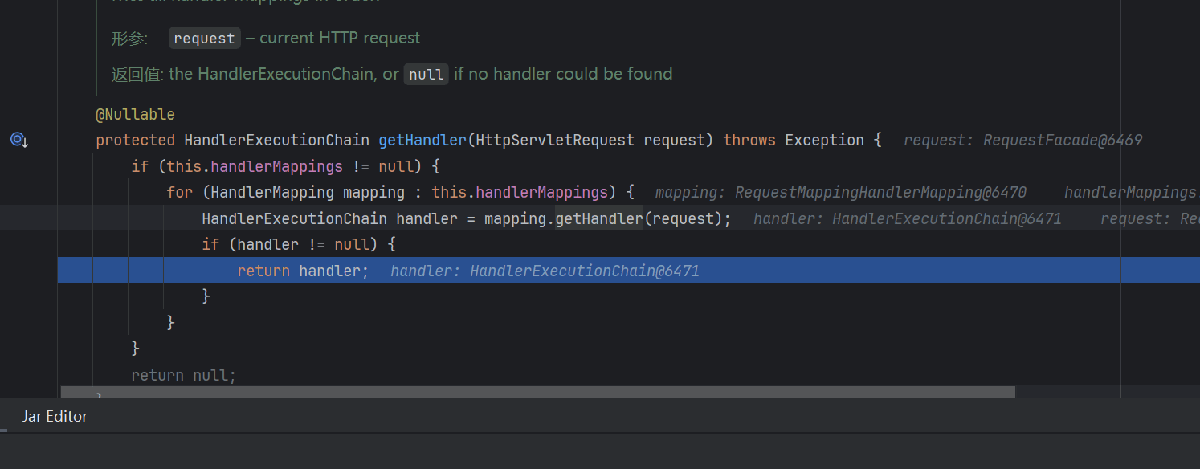 形参: request – current HTTP request
返回值: the HandlerExecutionChain, or null if no handler could be found
@Nullable
protected HandlerExecutionChain getHandler(HttpServletRequest request) throws Exception { request: RequestFacade@6469
if (this.handlerMappings != null) {
for (HandlerMapping mapping : this.handlerMappings) { mapping: RequestMappingHandlerMapping@6470 handlerMappings
HandlerExecutionChain handler = mapping.getHandler(request); handler: HandlerExecutionChain@6471 request: Re
if (handler != null) {
return handler; handler: HandlerExecutionChain@6471
}
}
}
return null;
Jar Editor